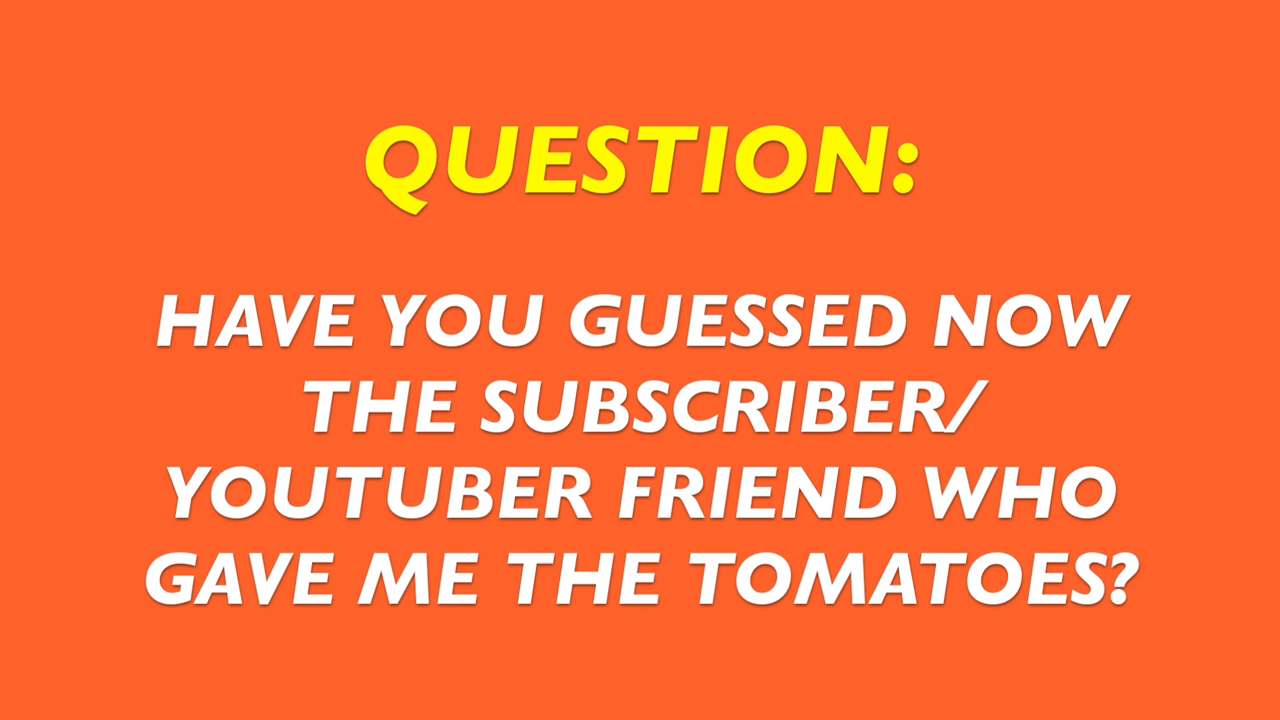 QUESTION:
HAVE YOU GUESSED NOW
THE SUBSCRIBER/
YOUTUBER FRIEND WHO
GAVE ME THE TOMATOES?